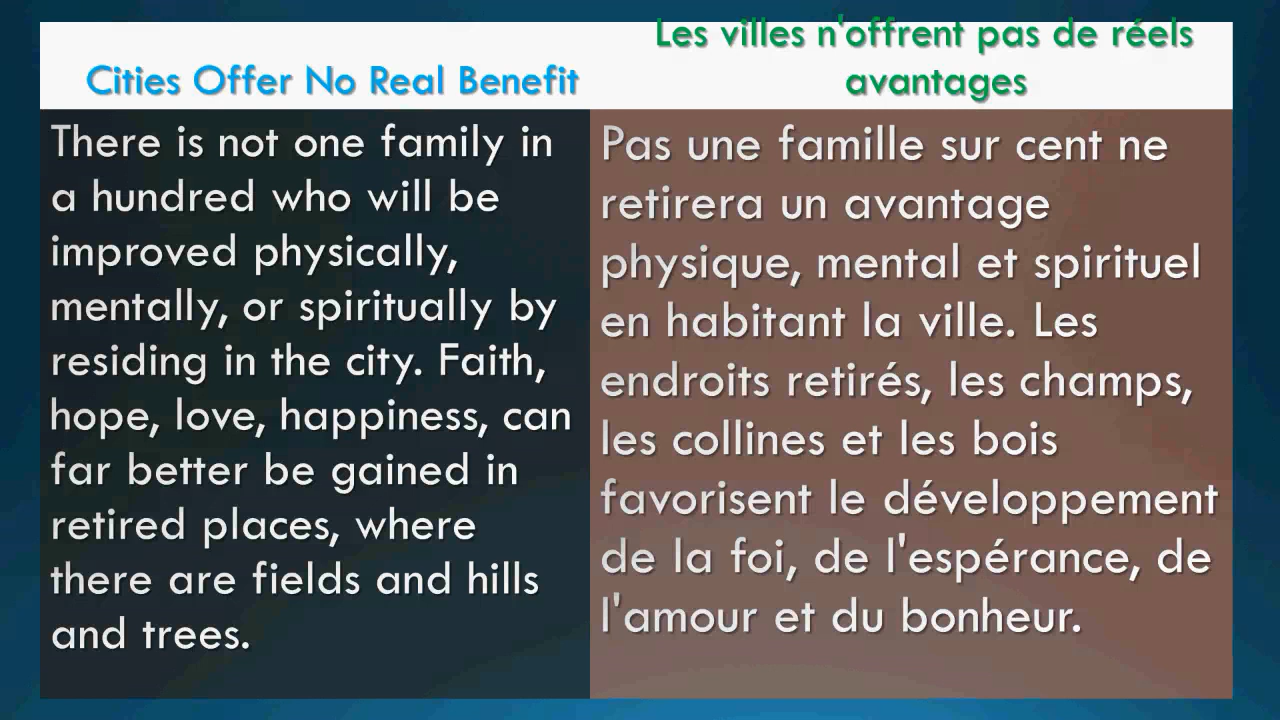 Cities Offer No Real Benefit
Les villes n'offrent pas de réels
avantages
There is not one family in
a hundred who will be
improved physically,
mentally, or spiritually by
residing in the city. Faith,
hope, love, happiness, can
far better be gained in
retired places, where
there are fields and hills
and trees.
Pas une famille sur cent ne
retirera un avantage
physique, mental et spirituel
en habitant la ville. Les
endroits retirés, les champs,
les collines et les bois
favorisent le développement
de la foi, de l'espérance, de
l'amour et du bonheur.